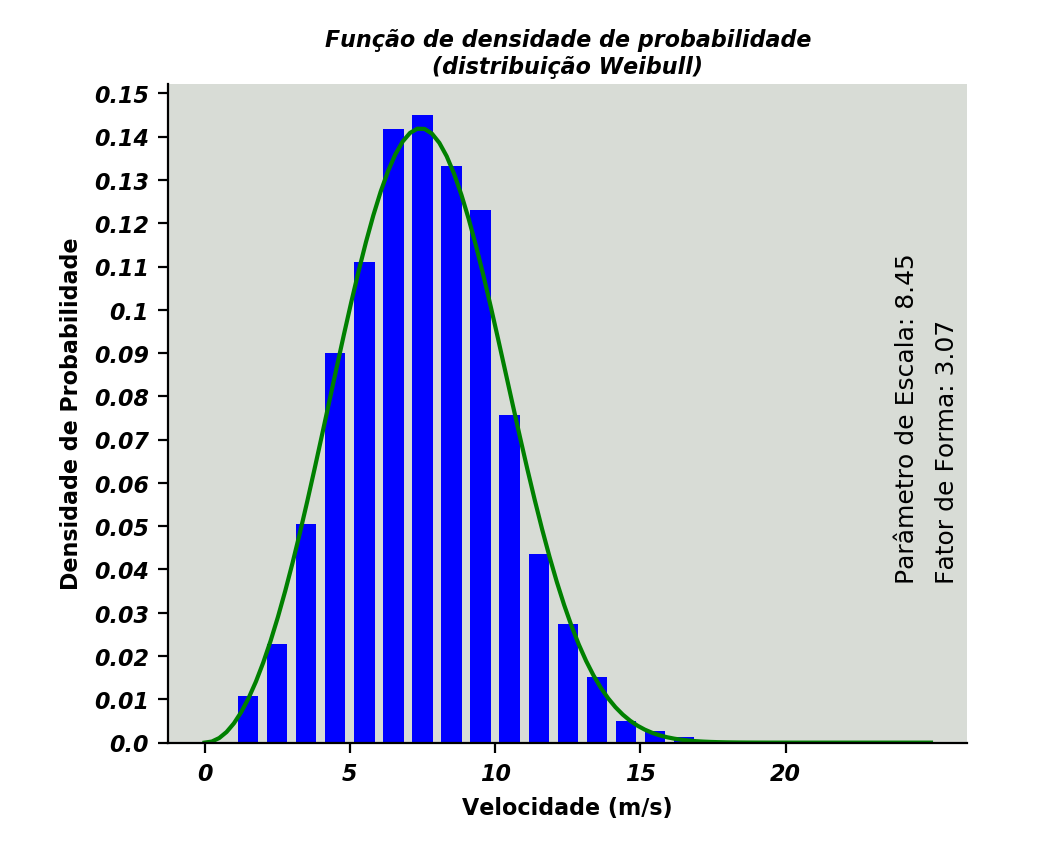 Função de densidade de probabilidade
(distribuição Weibull)
0.15
0.14
0.13
0.12
0.11
0.1
0.09
0.08
0.07
0.06
0.05
0.04
0.03
0.02
0.01
0.0
Densidade de Probabilidade
Parâmetro de Escala: 8.45
Fator de Forma: 3.07
0 5 10 15 20
Velocidade (m/s)